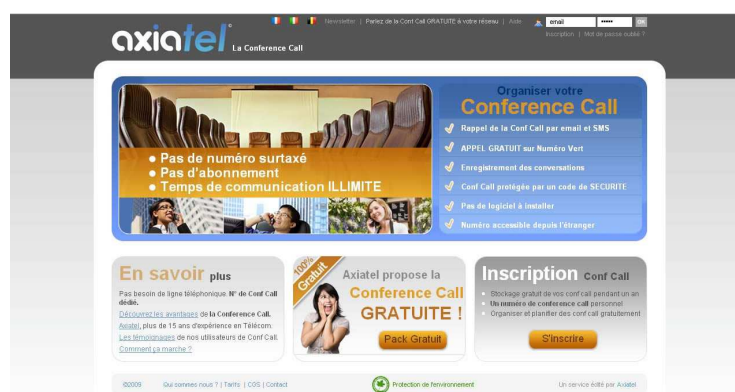 Newsletter | Parlez de la Conf Call GRATUITE à votre réseau | Aide
email
•••••
OK
Inscription | Mot de passe oublié ?
axiatel
La Conference Call
• Pas de numéro surtaxé
• Pas d'abonnement
• Temps de communication ILLIMITE
Organiser votre
Conference Call
Rappel de la Conf Call par email et SMS
APPEL GRATUIT sur Numéro Vert
Enregistrement des conversations
Conf Call protégée par un code de SECURITE
Pas de logiciel à installer
Numéro accessible depuis l'étranger
En savoir plus
Pas besoin de ligne téléphonique. N° de Conf Call
dédié.
Découvrez les avantages de la Conference Call.
Axiatel, plus de 15 ans d'expérience en Télécom.
Les témoignages de nos utilisateurs de Conf Call.
Comment ça marche ?
100%
Gratuit
Axiatel propose la
Conference Call
GRATUITE !
Pack Gratuit
Inscription Conf Call
Stockage gratuit de vos conf call pendant un an
Un numéro de conference call personnel
Organiser et planifier des conf call gratuitement
S'inscrire
©2009 Qui sommes nous ? | Tarifs | CGS | Contact
Protection de l'environnement
Un service édité par Axiatel